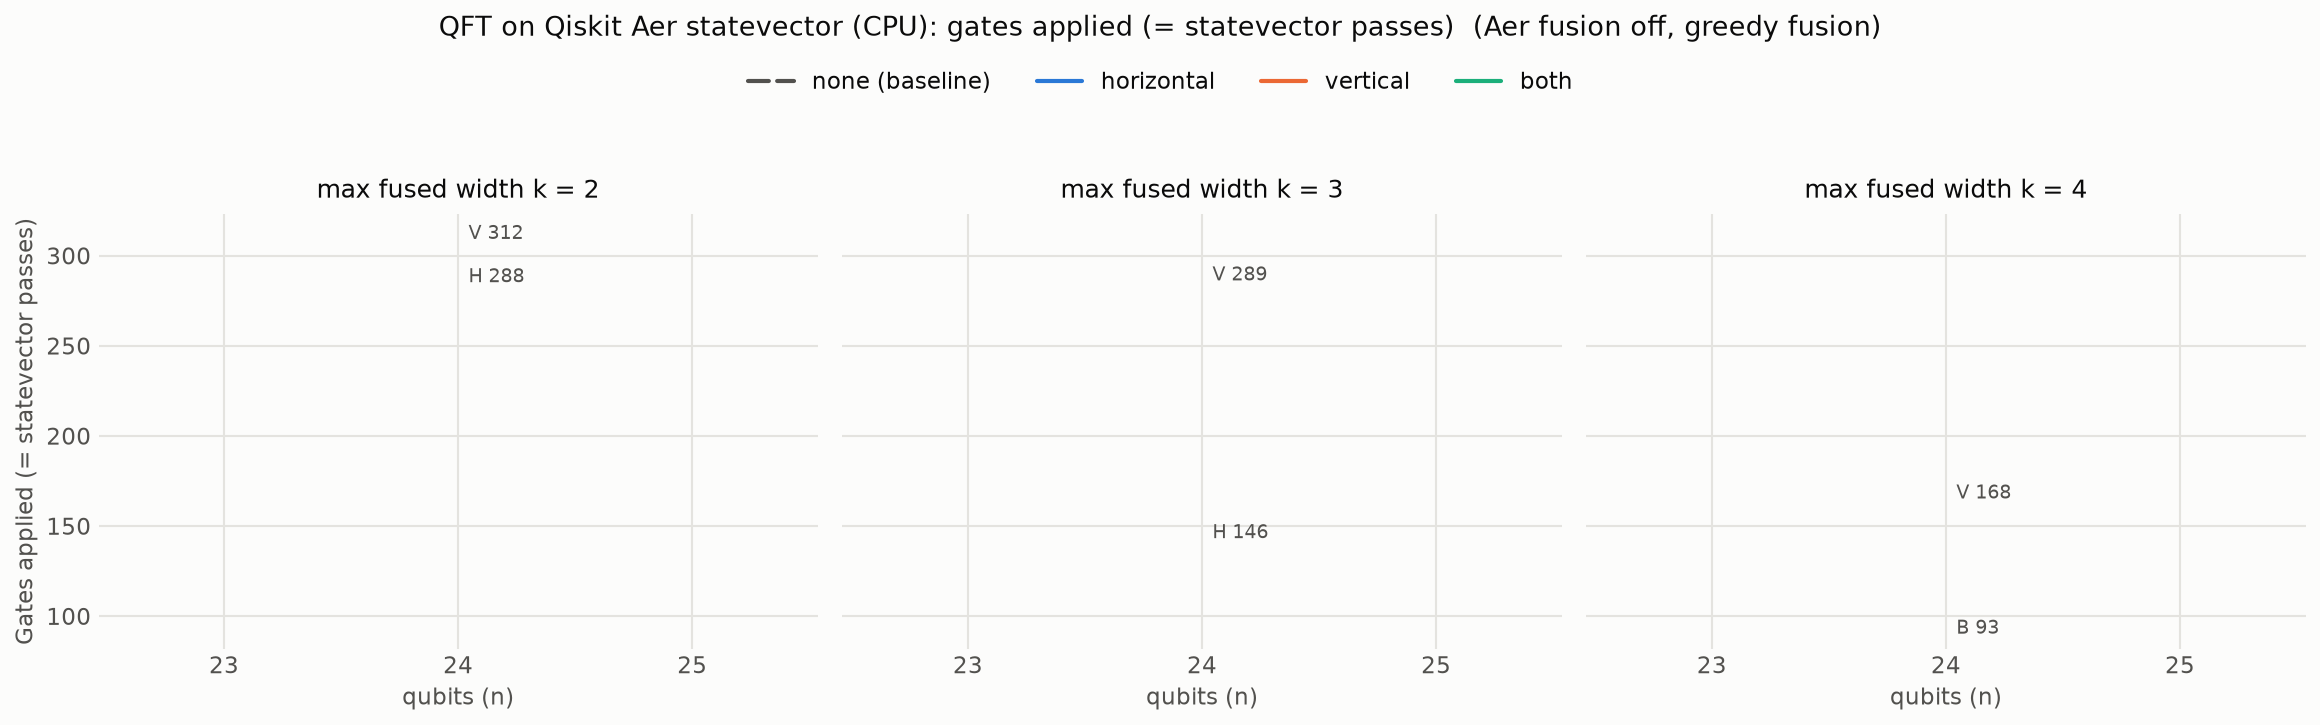 QFT on Qiskit Aer statevector (CPU): gates applied (= statevector passes)  (Aer fusion off, greedy fusion)
none (baseline) horizontal vertical both
max fused width k = 2
Gates applied (= statevector passes)
300
250
200
150
100
V 312
H 288
23 24 25
qubits (n)
max fused width k = 3
V 289
H 146
23 24 25
qubits (n)
max fused width k = 4
V 168
B 93
23 24 25
qubits (n)